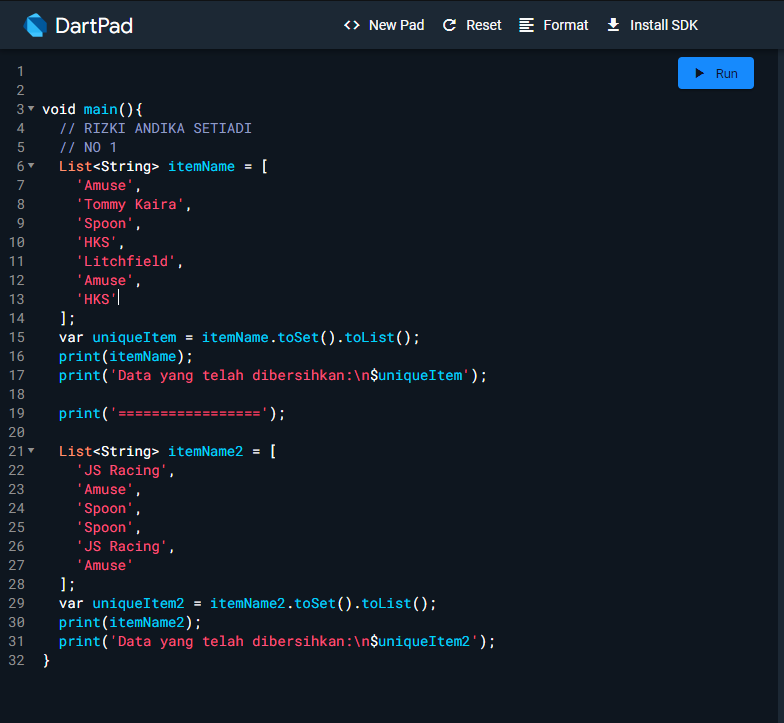 DartPad
<> New Pad Reset Format Install SDK
Run
1
2
3 void main(){
4 // RIZKI ANDIKA SETIADI
5 // NO 1
6 List<String> itemName = [
7 'Amuse',
8 'Tommy Kaira',
9 'Spoon',
10 'HKS',
11 'Litchfield',
12 'Amuse',
13 'HKS'
14 ];
15 var uniqueItem = itemName.toSet().toList();
16 print(itemName);
17 print('Data yang telah dibersihkan:\n$uniqueItem');
18
19 print('=================');
20
21 List<String> itemName2 = [
22 'JS Racing',
23 'Amuse',
24 'Spoon',
25 'Spoon',
26 'JS Racing',
27 'Amuse'
28 ];
29 var uniqueItem2 = itemName2.toSet().toList();
30 print(itemName2);
31 print('Data yang telah dibersihkan:\n$uniqueItem2');
32 }